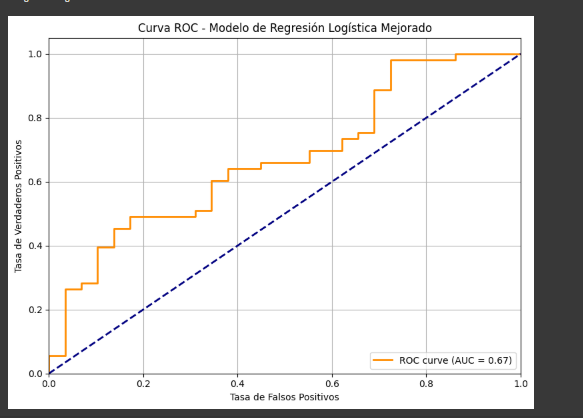 Curva ROC - Modelo de Regresión Logística Mejorado
1.0
0.8
0.6
0.4
0.2
0.0
Tasa de Verdaderos Positivos
ROC curve (AUC = 0.67)
0.0 0.2 0.4 0.6 0.8 1.0
Tasa de Falsos Positivos